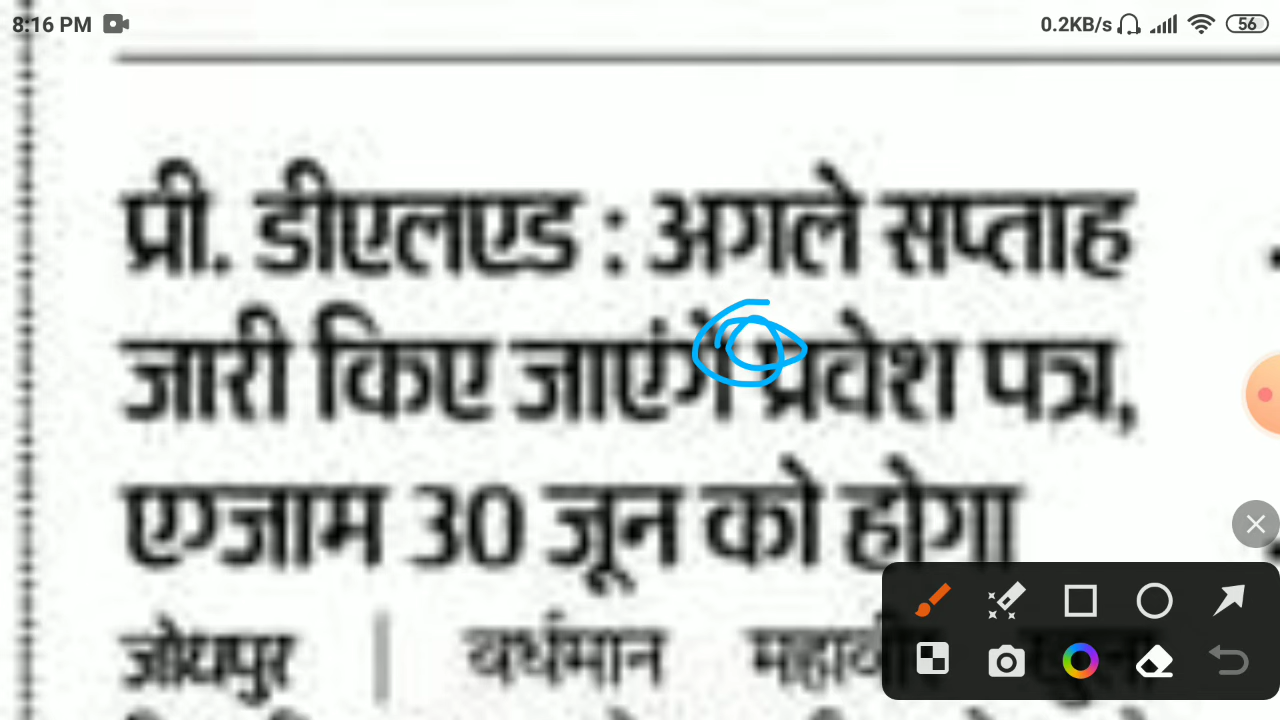 8:16 PM 0.2KB/s 56
प्री. डीएलएड : अगले सप्ताह
जारी किए जाएंगे प्रवेश पत्र,
एग्जाम 30 जून को होगा
जोधपुर | वर्धमान